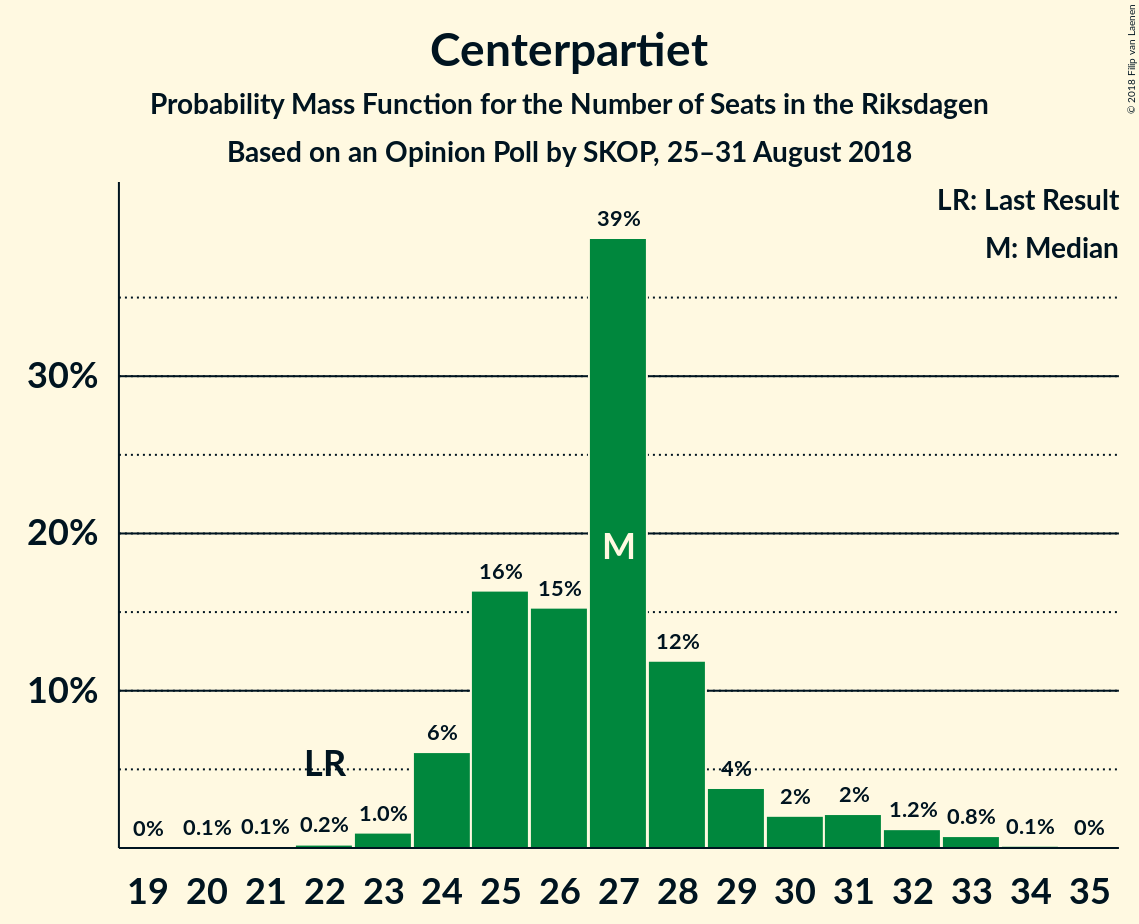 Centerpartiet
Probability Mass Function for the Number of Seats in the Riksdagen
Based on an Opinion Poll by SKOP, 25–31 August 2018
© 2018 Filip van Laenen
LR: Last Result
M: Median
39%
30%
20%
M
16%
15%
12%
10%
6%
LR
4%
2%
2%
1.0%
1.2%
0.8%
0%
0.1%
0.1%
0.2%
0.1%
0%
19 20 21 22 23 24 25 26 27 28 29 30 31 32 33 34 35